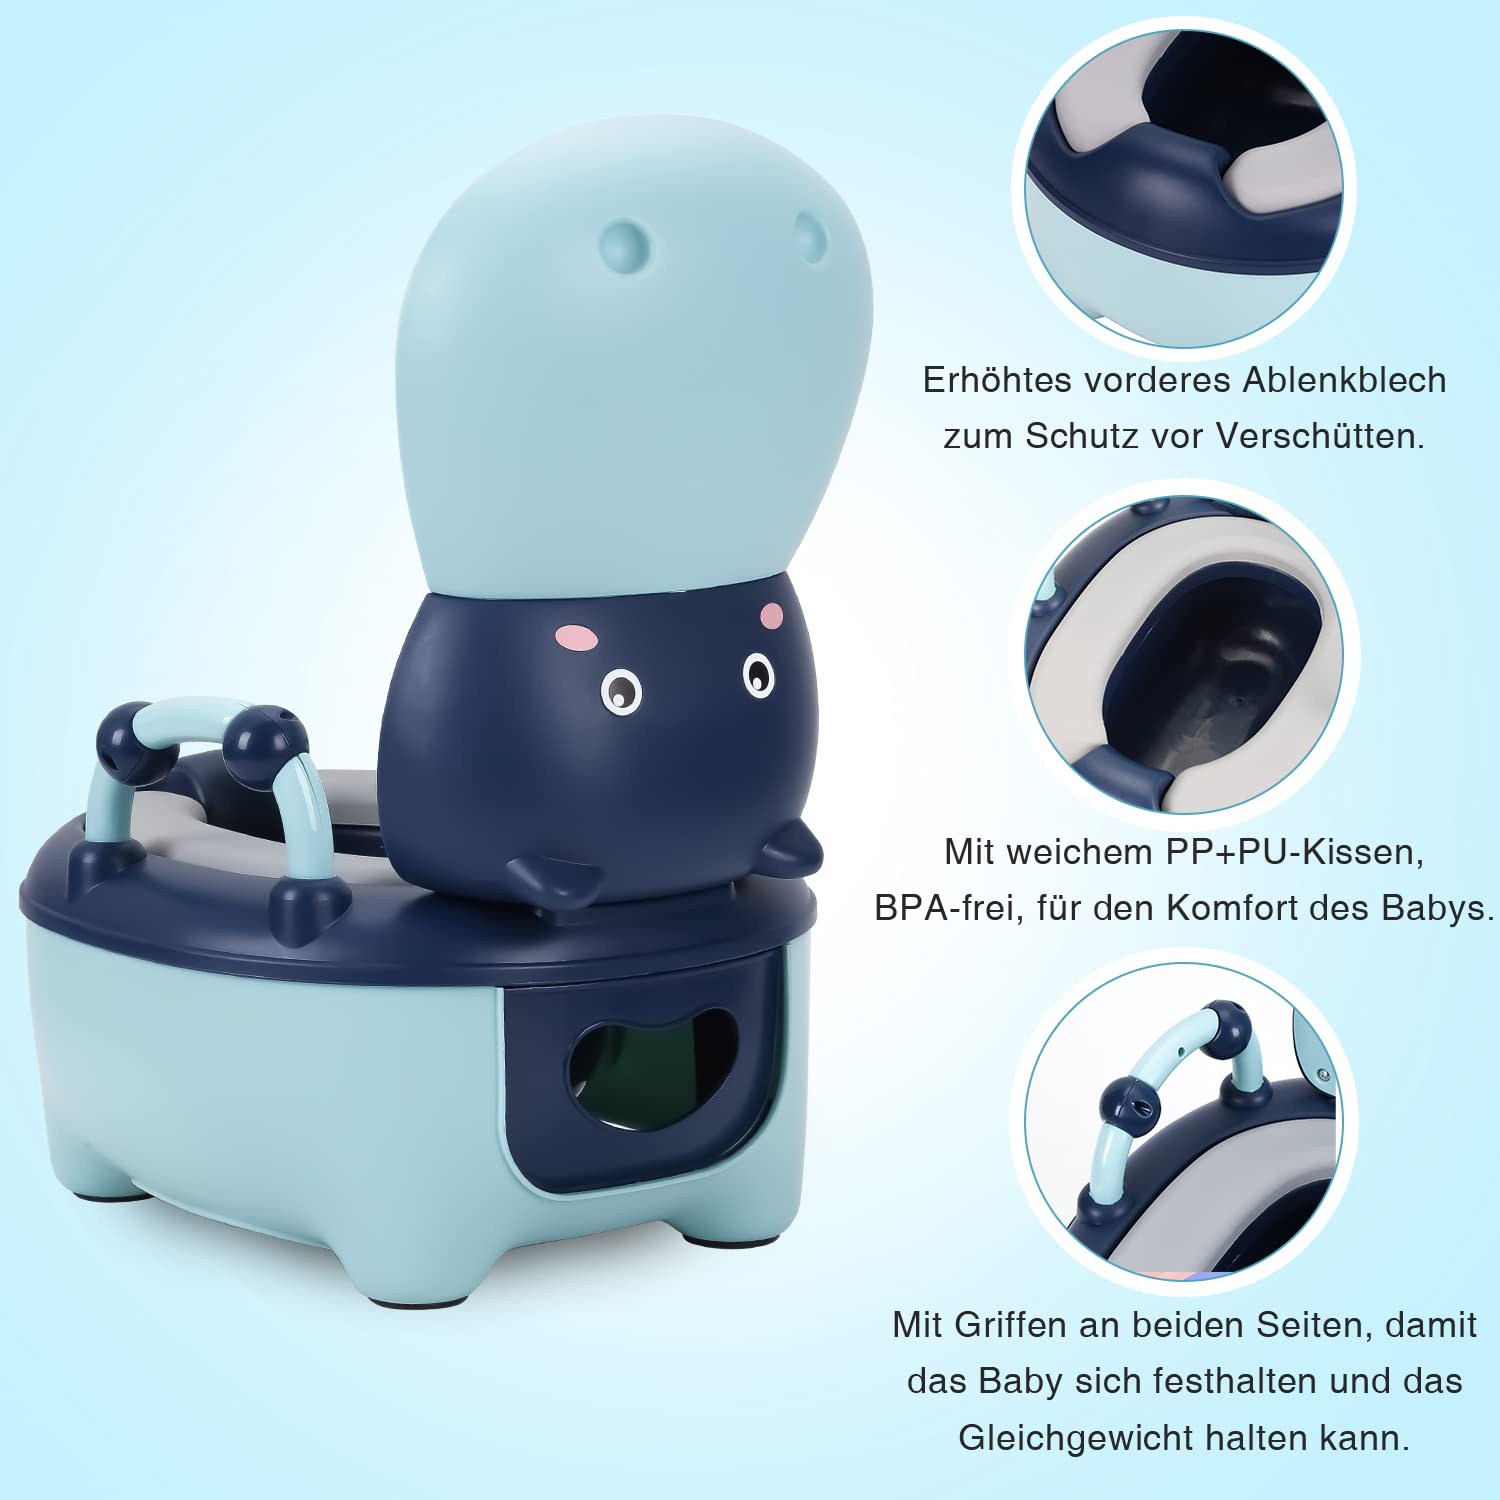 Erhöhtes vorderes Ablenkblech
zum Schutz vor Verschütten.
Mit weichem PP+PU-Kissen,
BPA-frei, für den Komfort des Babys.
Mit Griffen an beiden Seiten, damit
das Baby sich festhalten und das
Gleichgewicht halten kann.